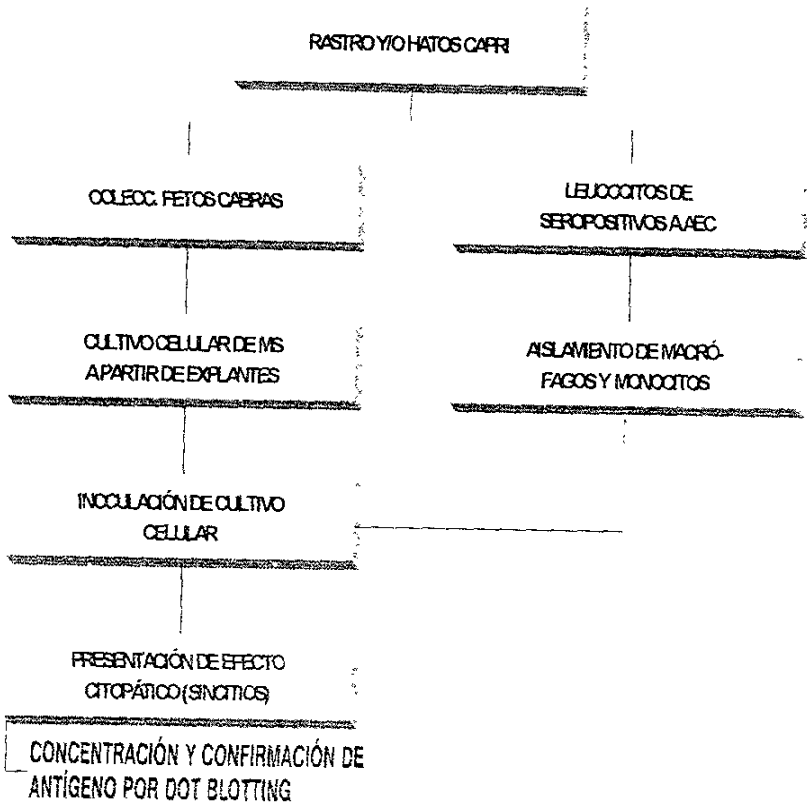 RASTRO Y/O HATOS CAPRI
COLECC. FETOS CABRAS
LEUCOCITOS DE
SEROPOSITIVOS A AEC
CULTIVO CELULAR DE MS
A PARTIR DE EXPLANTES
AISLAMIENTO DE MACRÓ-
FAGOS Y MONOCITOS
INOCULACIÓN DE CULTIVO
CELULAR
PRESENTACIÓN DE EFECTO
CITOPÁTICO (SINCITIOS)
CONCENTRACIÓN Y CONFIRMACIÓN DE
ANTÍGENO POR DOT BLOTTING